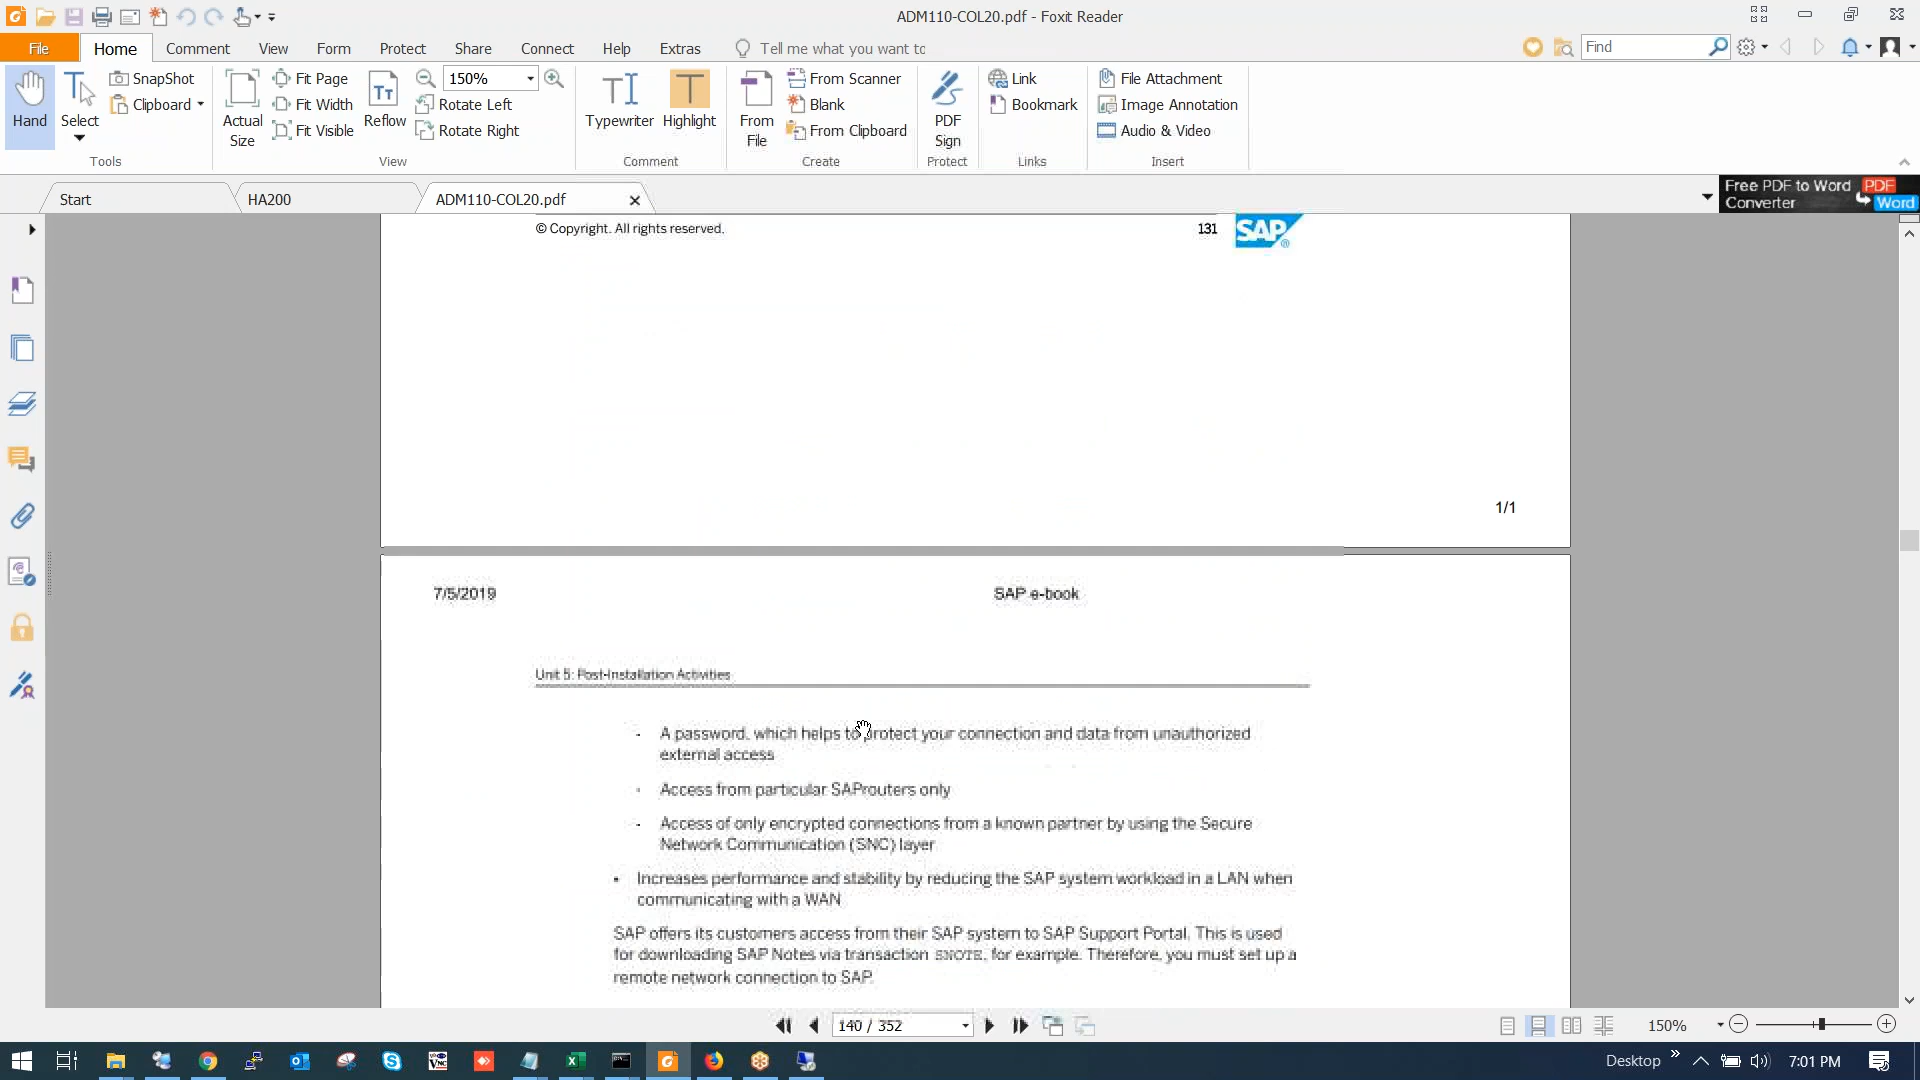 ADM110-COL20.pdf - Foxit Reader
File
Home
Comment
View
Form
Protect
Share
Connect
Help
Extras
Tell me what you want to
Find
Hand
Select
SnapShot
Clipboard
Tools
Actual
Size
Fit Page
Fit Width
Fit Visible
Reflow
150%
Rotate Left
Rotate Right
View
Typewriter
Highlight
Comment
From
File
From Scanner
Blank
From Clipboard
Create
PDF
Sign
Protect
Link
Bookmark
Links
File Attachment
Image Annotation
Audio & Video
Insert
Start
HA200
ADM110-COL20.pdf
Free PDF to Word
Converter
PDF
Word
© Copyright. All rights reserved.
131
SAP
1/1
7/5/2019
SAP e-book
Unit 5: Post-Installation Activities
- A password, which helps to protect your connection and data from unauthorized
external access
- Access from particular SAProuters only
- Access of only encrypted connections from a known partner by using the Secure
Network Communication (SNC) layer
• Increases performance and stability by reducing the SAP system workload in a LAN when
communicating with a WAN
SAP offers its customers access from their SAP system to SAP Support Portal. This is used
for downloading SAP Notes via transaction SNOTE, for example. Therefore, you must set up a
remote network connection to SAP.
140 / 352
150%
Desktop
7:01 PM